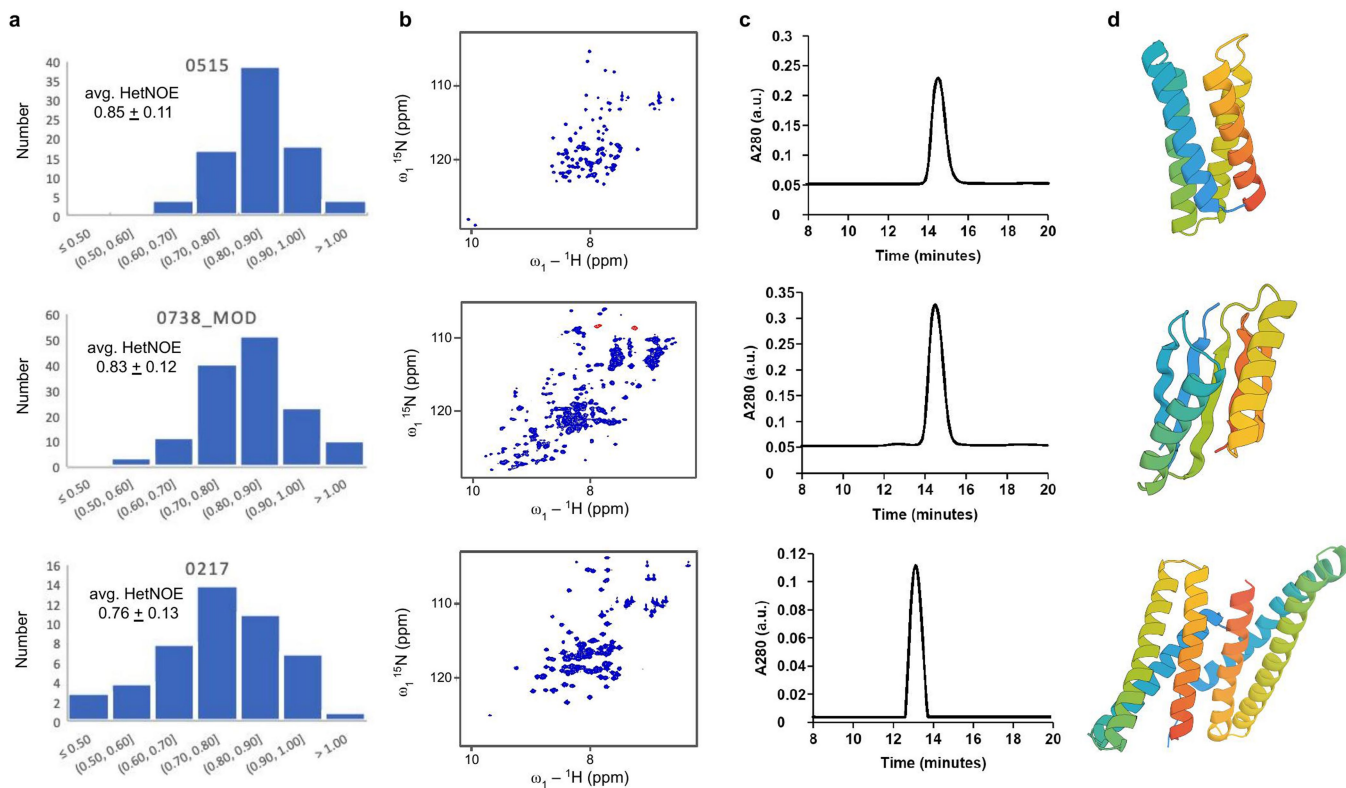 a
b
c
d
0515
avg. HetNOE
0.85 ± 0.11
Number
40
35
30
25
20
15
10
5
0
≤ 0.50
(0.50, 0.60]
(0.60, 0.70]
(0.70, 0.80]
(0.80, 0.90]
(0.90, 1.00]
> 1.00
ω1 15N (ppm)
110
120
10
8
ω1 – 1H (ppm)
A280 (a.u.)
0.3
0.25
0.2
0.15
0.1
0.05
0
8 10 12 14 16 18 20
Time (minutes)
0738_MOD
avg. HetNOE
0.83 ± 0.12
Number
60
50
40
30
20
10
0
≤ 0.50
(0.50, 0.60]
(0.60, 0.70]
(0.70, 0.80]
(0.80, 0.90]
(0.90, 1.00]
> 1.00
ω1 15N (ppm)
110
120
10
8
ω1 – 1H (ppm)
A280 (a.u.)
0.35
0.3
0.25
0.2
0.15
0.1
0.05
0
8 10 12 14 16 18 20
Time (minutes)
0217
avg. HetNOE
0.76 ± 0.13
Number
16
14
12
10
8
6
4
2
0
≤ 0.50
(0.50, 0.60]
(0.60, 0.70]
(0.70, 0.80]
(0.80, 0.90]
(0.90, 1.00]
> 1.00
ω1 15N (ppm)
110
120
10
8
ω1 – 1H (ppm)
A280 (a.u.)
0.12
0.1
0.08
0.06
0.04
0.02
0
8 10 12 14 16 18 20
Time (minutes)